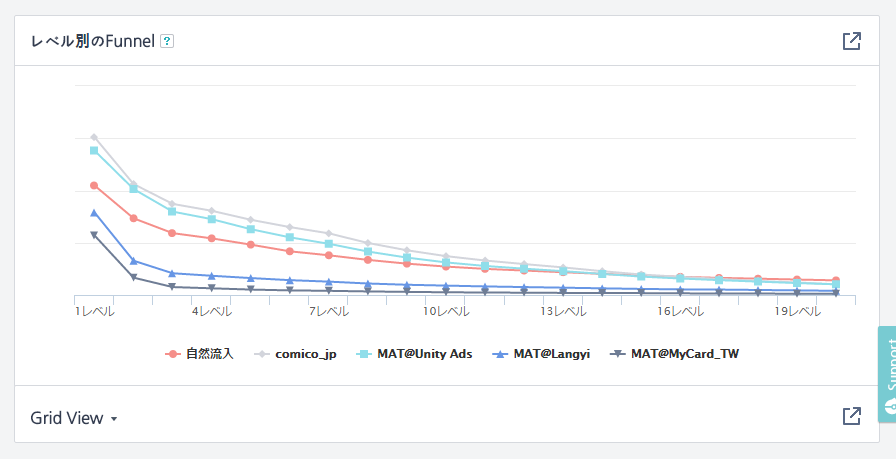 レベル別のFunnel ?
1レベル 4レベル 7レベル 10レベル 13レベル 16レベル 19レベル
自然流入 comico_jp MAT@Unity Ads MAT@Langyi MAT@MyCard_TW
Support
Grid View